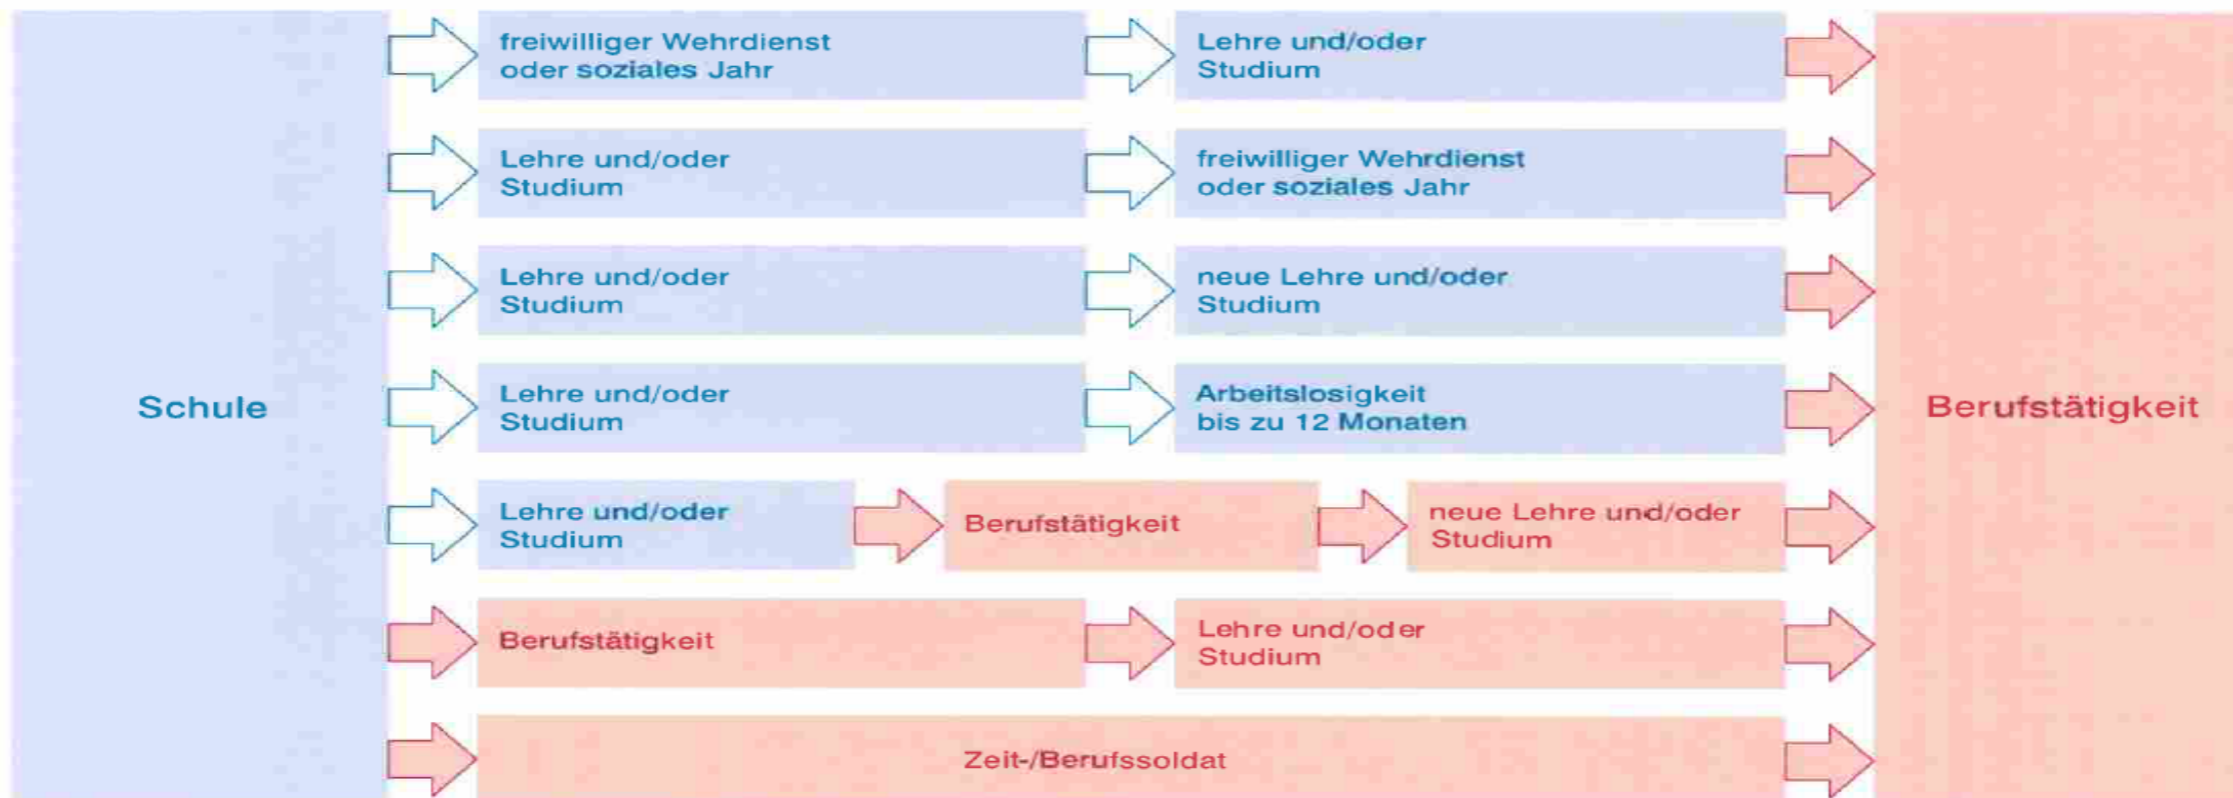 freiwilliger Wehrdienst
oder soziales Jahr
Lehre und/oder
Studium
Lehre und/oder
Studium
freiwilliger Wehrdienst
oder soziales Jahr
Lehre und/oder
Studium
neue Lehre und/oder
Studium
Schule
Lehre und/oder
Studium
Arbeitslosigkeit
bis zu 12 Monaten
Berufstätigkeit
Lehre und/oder
Studium
Berufstätigkeit
neue Lehre und/oder
Studium
Berufstätigkeit
Lehre und/oder
Studium
Zeit-/Berufssoldat